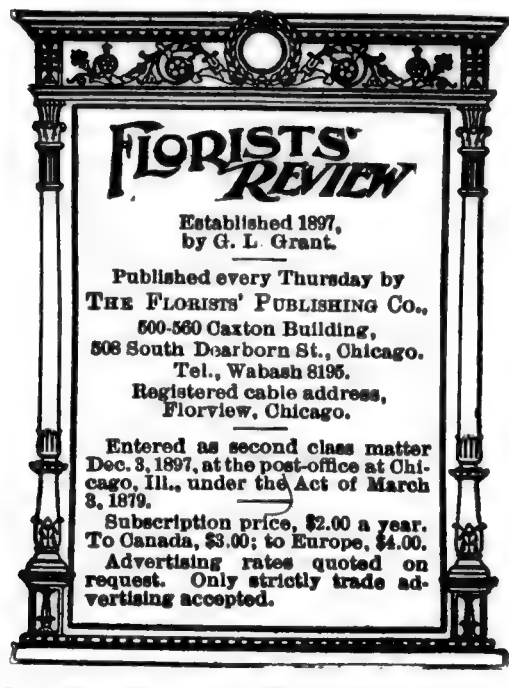 FLORISTS'
REVIEW
Established 1897,
by G. L. Grant.
Published every Thursday by
THE FLORISTS' PUBLISHING CO.,
500-560 Caxton Building,
508 South Dearborn St., Chicago.
Tel., Wabash 8195.
Registered cable address,
Florview, Chicago.
Entered as second class matter
Dec. 3, 1897, at the post-office at Chi-
cago, Ill., under the Act of March
3, 1879.
Subscription price, $2.00 a year.
To Canada, $3.00; to Europe, $4.00.
Advertising rates quoted on
request. Only strictly trade ad-
vertising accepted.